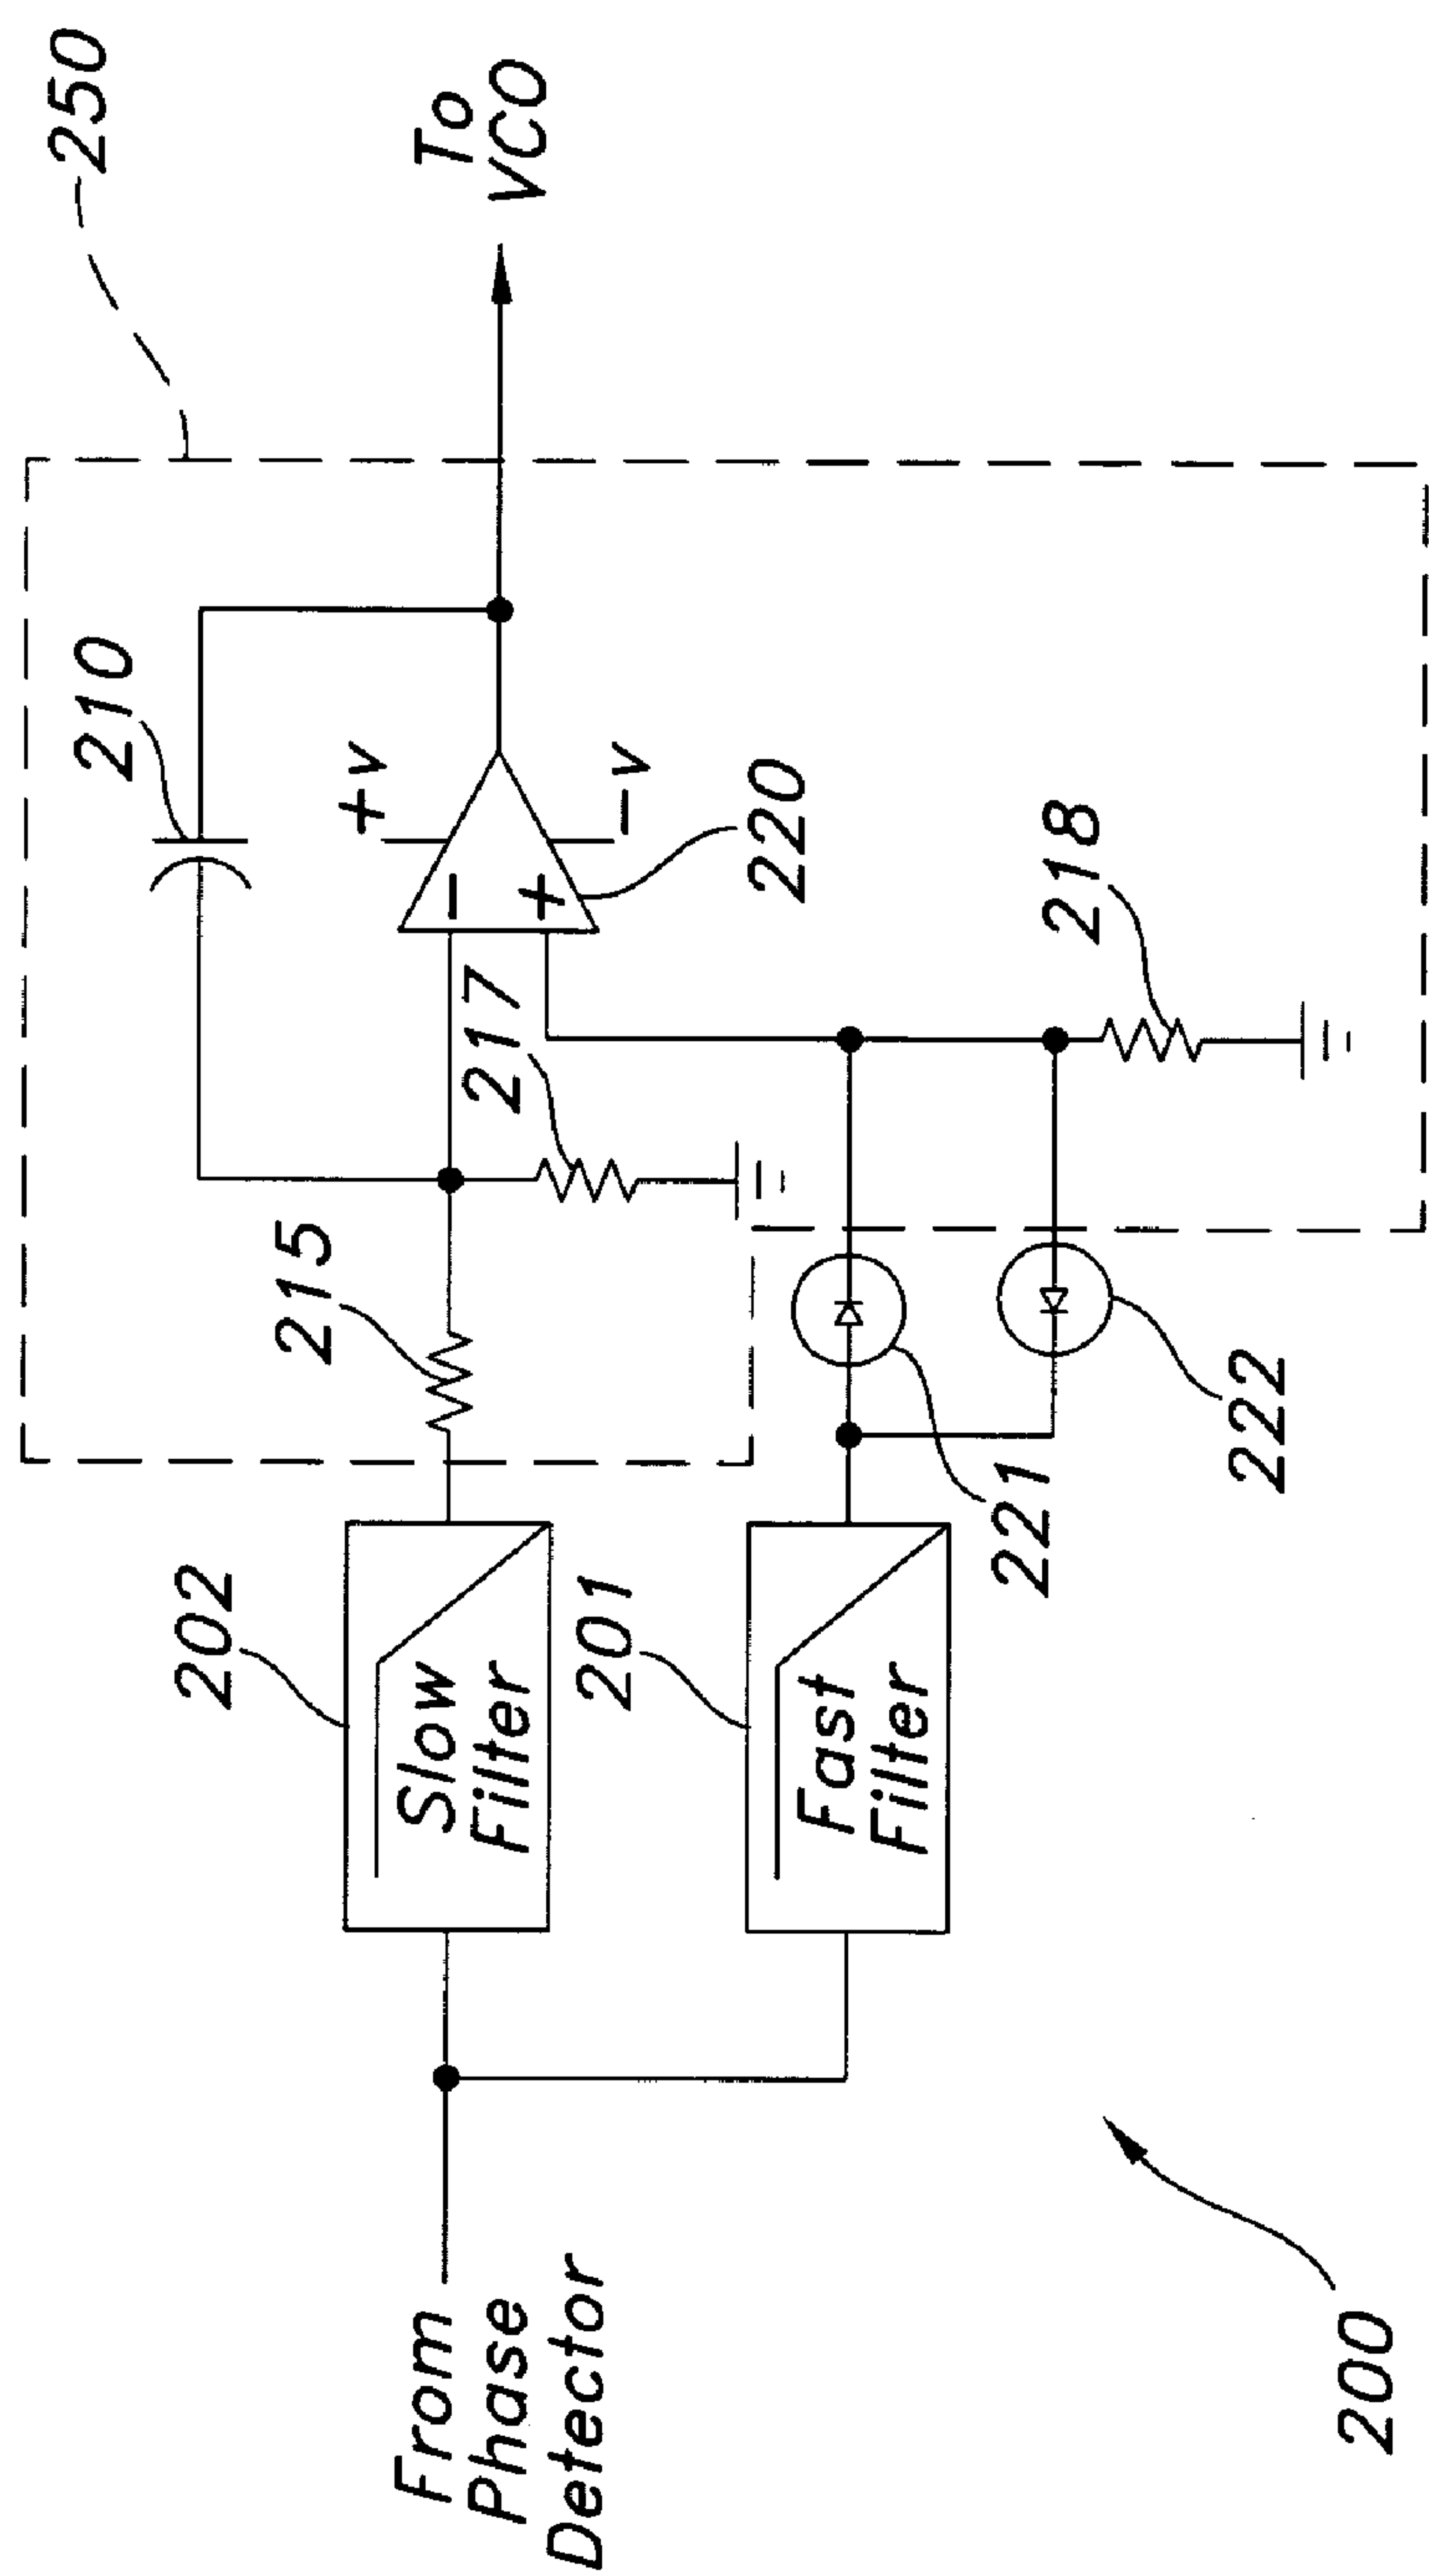 250
210
To
VCO
+v
-v
220
217
215
218
202
Slow
Filter
201
Fast
Filter
221
222
From
Phase
Detector
200
-
+